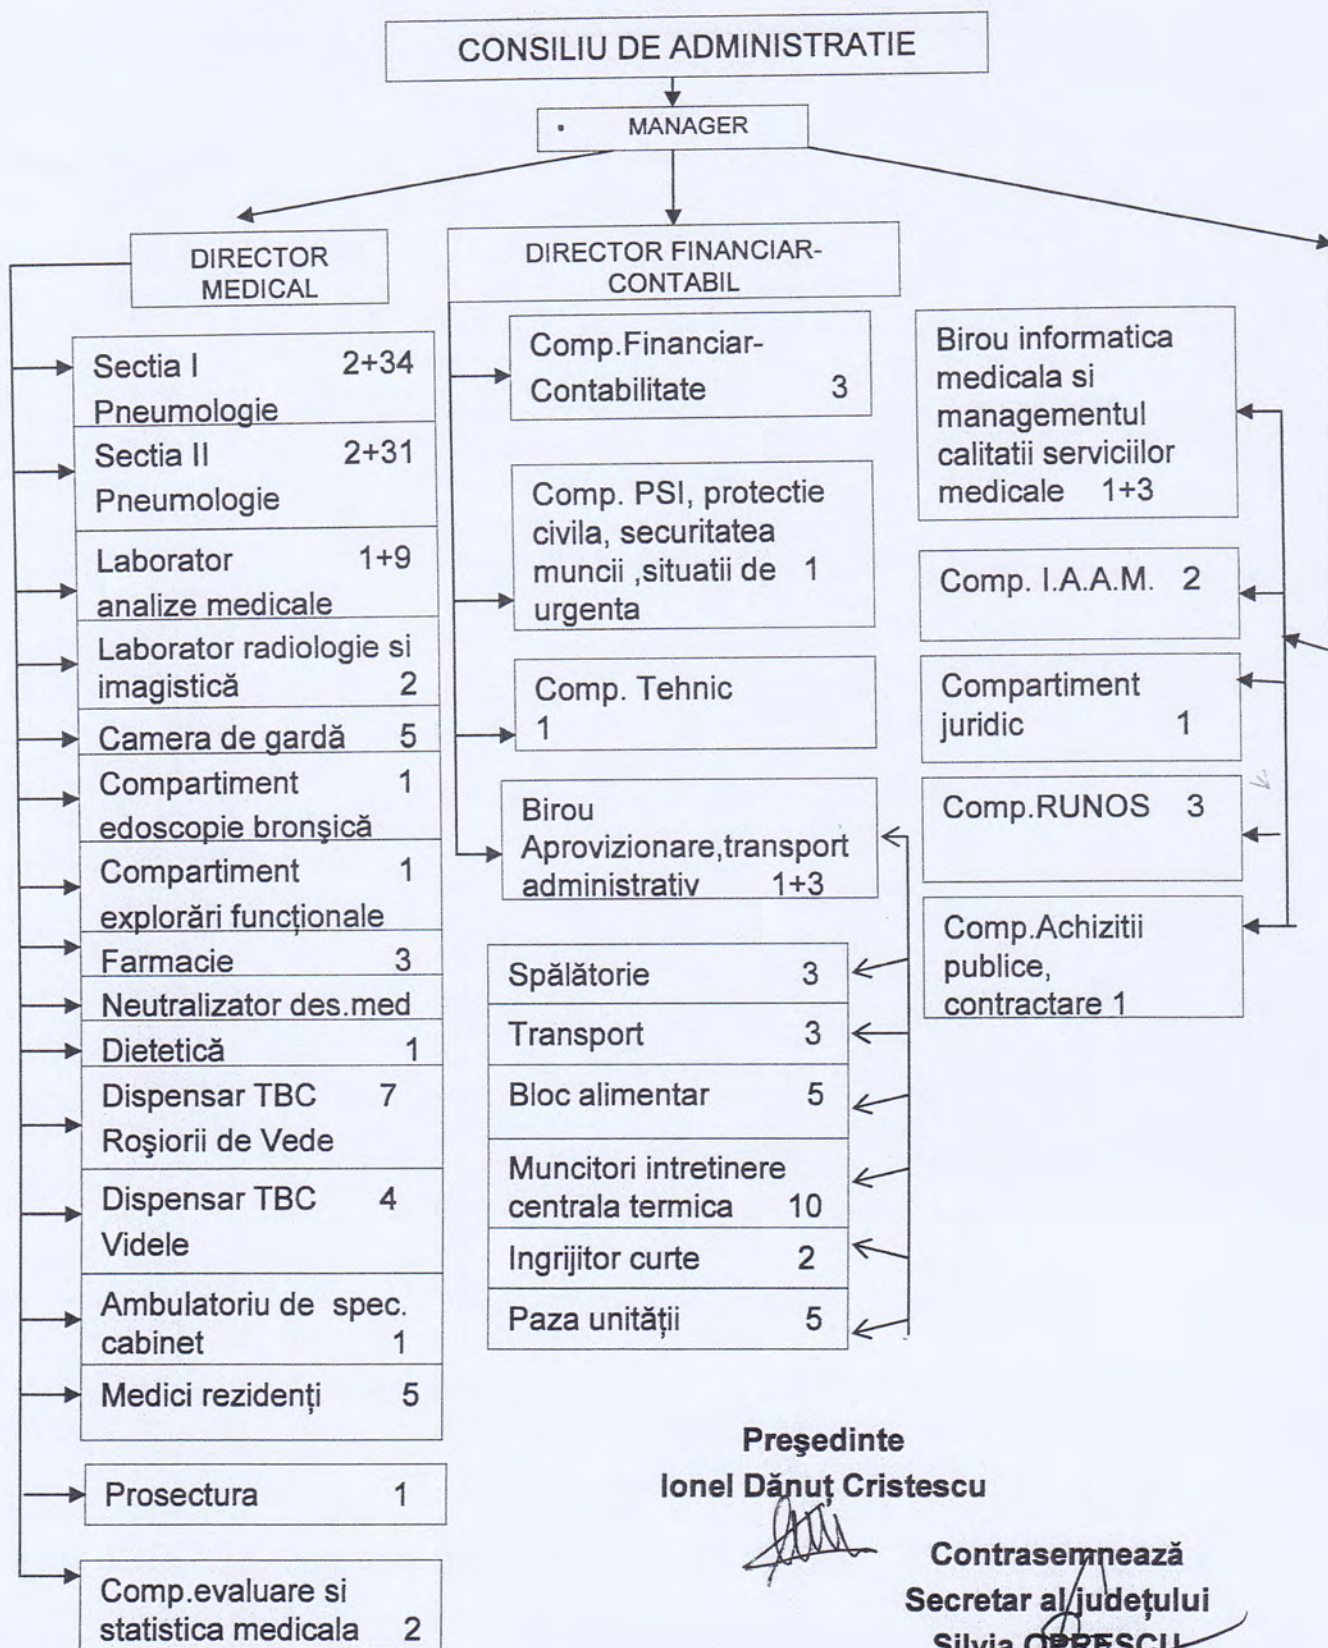 CONSILIU DE ADMINISTRATIE
• MANAGER
DIRECTOR
MEDICAL
Sectia I 2+34
Pneumologie
Sectia II 2+31
Pneumologie
Laborator 1+9
analize medicale
Laborator radiologie si
imagistică 2
Camera de gardă 5
Compartiment 1
edoscopie bronşică
Compartiment 1
explorări funcționale
Farmacie 3
Neutralizator des.med
Dietetică 1
Dispensar TBC 7
Roşiorii de Vede
Dispensar TBC 4
Videle
Ambulatoriu de spec.
cabinet 1
Medici rezidenți 5
Prosectura 1
Comp.evaluare si
statistica medicala 2
DIRECTOR FINANCIAR-
CONTABIL
Comp.Financiar-
Contabilitate 3
Comp. PSI, protectie
civila, securitatea
muncii ,situatii de 1
urgenta
Comp. Tehnic
1
Birou
Aprovizionare,transport
administrativ 1+3
Spălătorie 3
Transport 3
Bloc alimentar 5
Muncitori intretinere
centrala termica 10
Ingrijitor curte 2
Paza unității 5
Birou informatica
medicala si
managementul
calitatii serviciilor
medicale 1+3
Comp. I.A.A.M. 2
Compartiment
juridic 1
Comp.RUNOS 3
Comp.Achizitii
publice,
contractare 1
Preşedinte
Ionel Dănuț Cristescu
Contrasemnează
Secretar al județului
Silvia OPRESCU